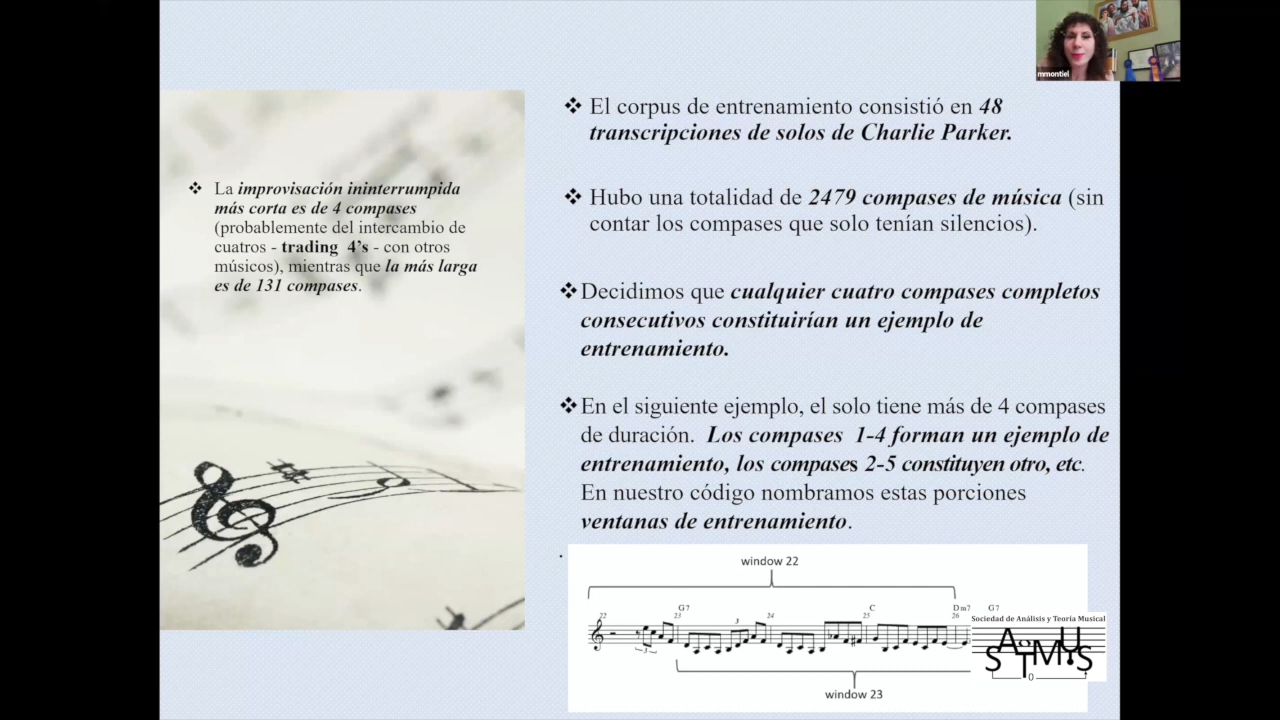 mmontiel
❖ La improvisación ininterrumpida
más corta es de 4 compases
(probablemente del intercambio de
cuatros - trading 4’s - con otros
músicos), mientras que la más larga
es de 131 compases.
❖ El corpus de entrenamiento consistió en 48
transcripciones de solos de Charlie Parker.
❖ Hubo una totalidad de 2479 compases de música (sin
contar los compases que solo tenían silencios).
❖Decidimos que cualquier cuatro compases completos
consecutivos constituirían un ejemplo de
entrenamiento.
❖En el siguiente ejemplo, el solo tiene más de 4 compases
de duración. Los compases 1-4 forman un ejemplo de
entrenamiento, los compases 2-5 constituyen otro, etc.
En nuestro código nombramos estas porciones
ventanas de entrenamiento.
.
window 22
G7 C Dm7 G7
22 23 24 25 26
3 3
window 23
Sociedad de Análisis y Teoría Musical
SATMUS
0